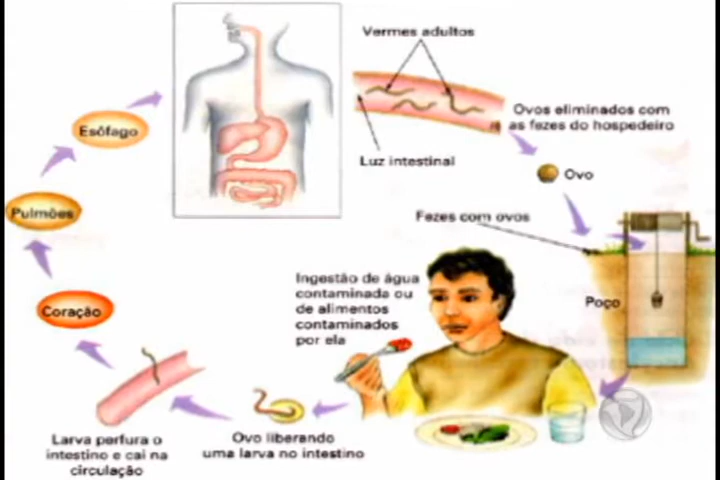 Vermes adultos
Luz intestinal
Ovos eliminados com
as fezes do hospedeiro
Ovo
Fezes com ovos
Poço
Ingestão de água
contaminada ou
de alimentos
contaminados
por ela
Ovo liberando
uma larva no intestino
Larva perfura o
intestino e cai na
circulação
Coração
Pulmões
Esôfago